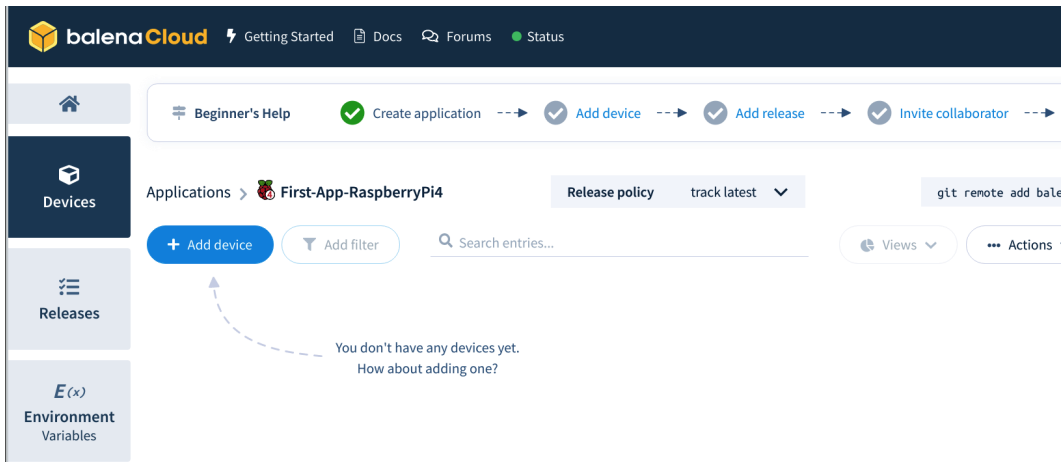 balenaCloud Getting Started Docs Forums Status
Beginner's Help Create application Add device Add release Invite collaborator
Devices
Applications > First-App-RaspberryPi4 Release policy track latest git remote add bale
+ Add device Add filter Search entries... Views ••• Actions
Releases
You don't have any devices yet.
How about adding one?
E(x)
Environment
Variables